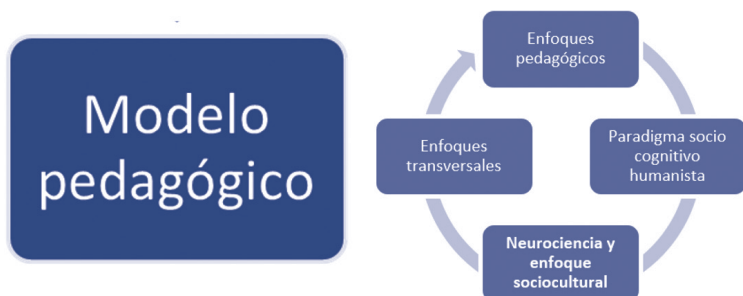 Modelo
pedagógico
Enfoques
pedagógicos
Paradigma socio
cognitivo
humanista
Neurociencia y
enfoque
sociocultural
Enfoques
transversales